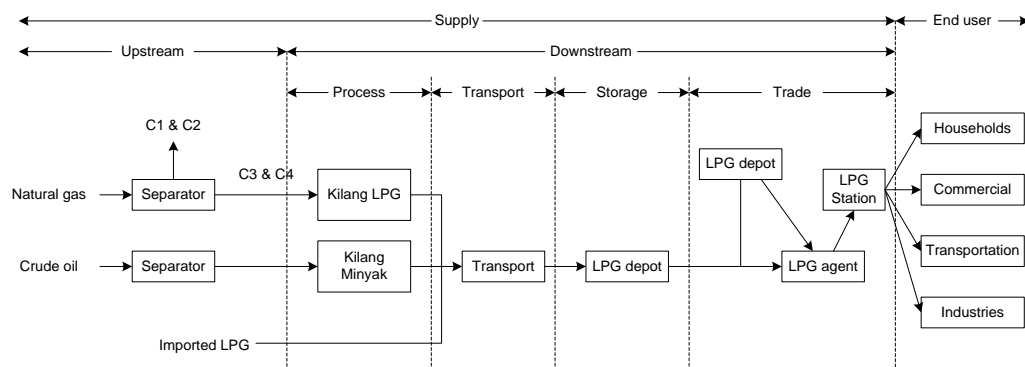 Supply
End user
Upstream
Downstream
Process
Transport
Storage
Trade
C1 & C2
Households
LPG depot
C3 & C4
LPG
Station
Natural gas
Separator
Kilang LPG
Commercial
Crude oil
Separator
Kilang
Minyak
Transport
LPG depot
LPG agent
Transportation
Industries
Imported LPG